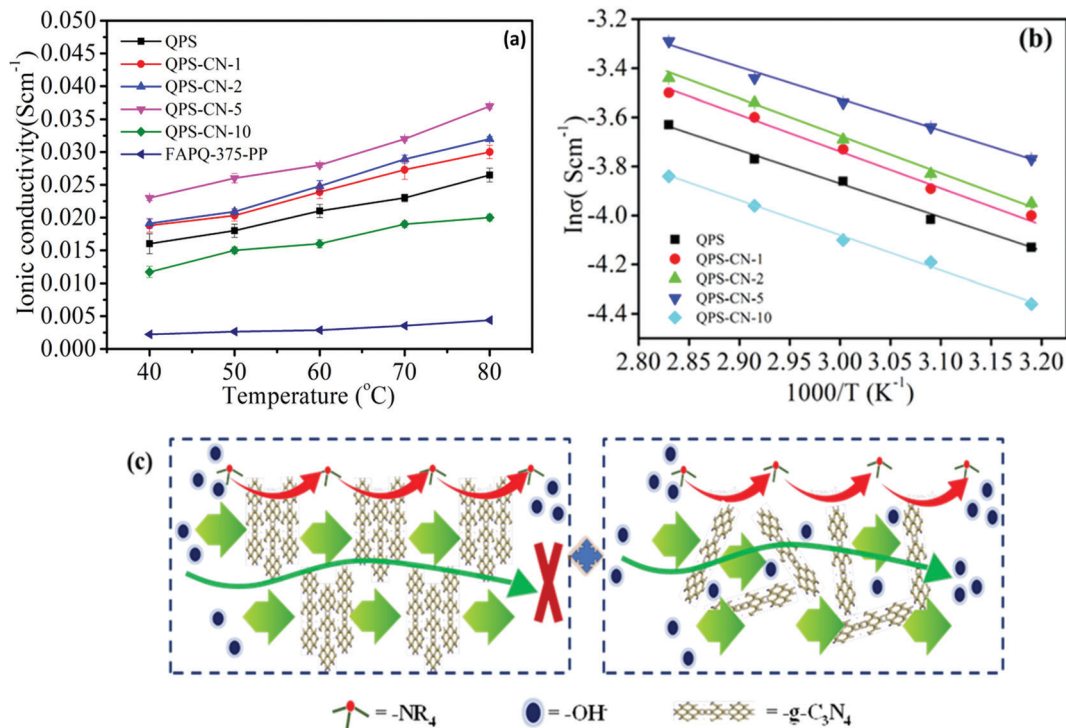 (a)
0.050
0.045
0.040
0.035
0.030
0.025
0.020
0.015
0.010
0.005
0.000
Ionic conductivity(Scm⁻¹)
QPS
QPS-CN-1
QPS-CN-2
QPS-CN-5
QPS-CN-10
FAPQ-375-PP
40 50 60 70 80
Temperature (°C)
(b)
-3.2
-3.4
-3.6
-3.8
-4.0
-4.2
-4.4
Inσ( Scm⁻¹)
QPS
QPS-CN-1
QPS-CN-2
QPS-CN-5
QPS-CN-10
2.80 2.85 2.90 2.95 3.00 3.05 3.10 3.15 3.20
1000/T (K⁻¹)
(c)
= -NR₄ = -OH⁻ = -g-C₃N₄